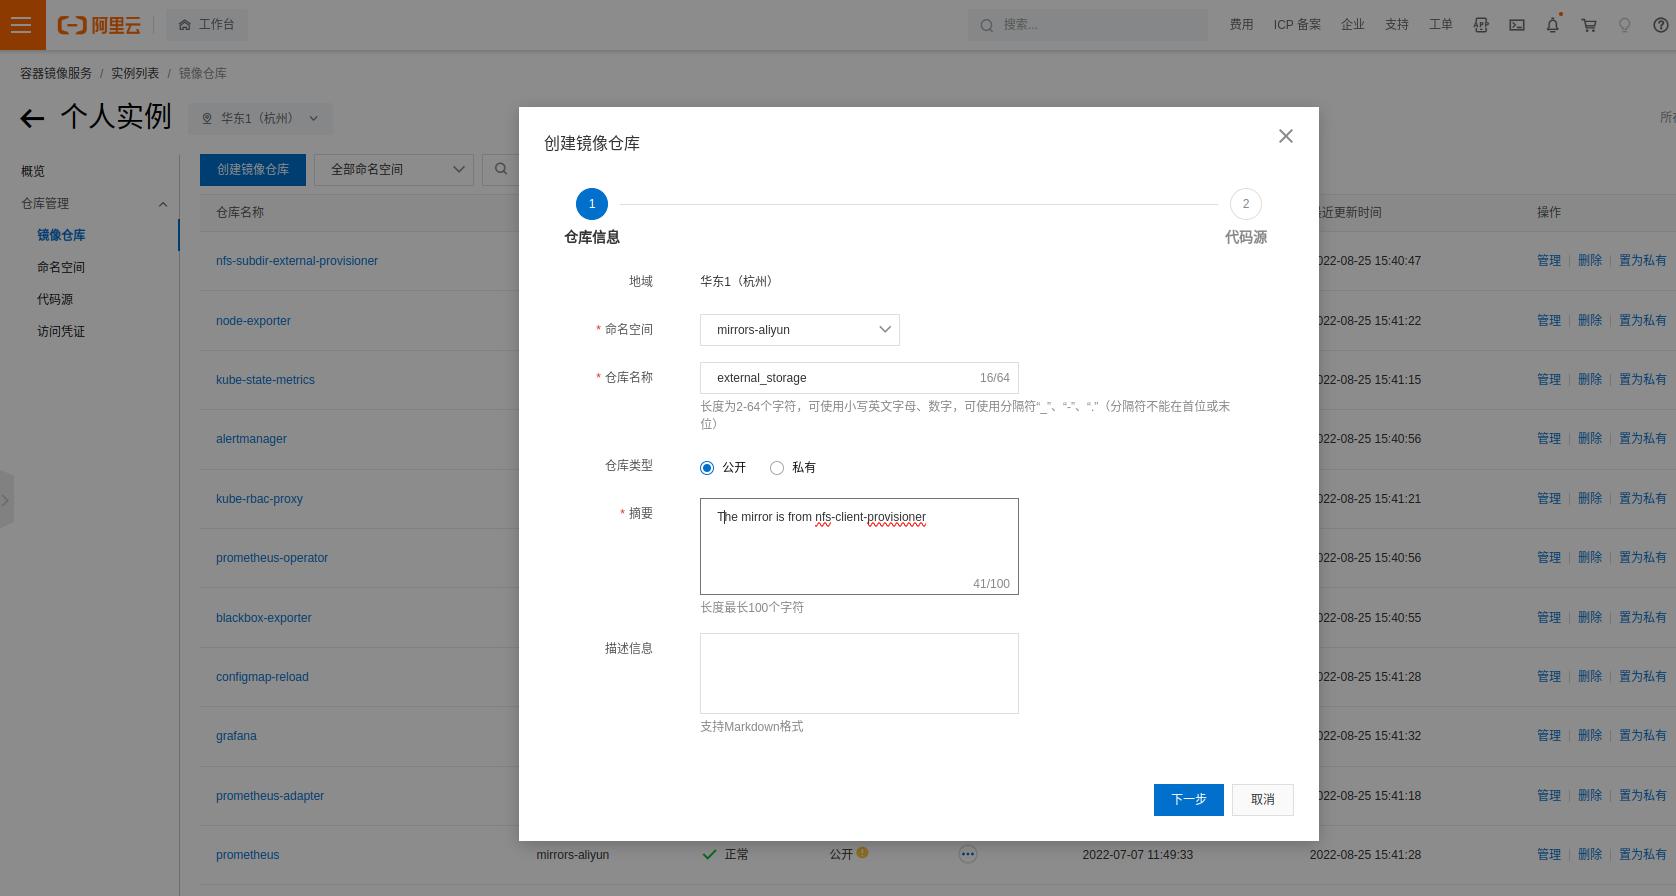 阿里云
工作台
搜索...
费用
ICP 备案
企业
支持
工单
容器镜像服务 / 实例列表 / 镜像仓库
个人实例
华东1（杭州）
概览
仓库管理
镜像仓库
命名空间
代码源
访问凭证
创建镜像仓库
全部命名空间
仓库名称
近更新时间
操作
nfs-subdir-external-provisioner
022-08-25 15:40:47
管理 | 删除 | 置为私有
node-exporter
022-08-25 15:41:22
管理 | 删除 | 置为私有
kube-state-metrics
022-08-25 15:41:15
管理 | 删除 | 置为私有
alertmanager
022-08-25 15:40:56
管理 | 删除 | 置为私有
kube-rbac-proxy
022-08-25 15:41:21
管理 | 删除 | 置为私有
prometheus-operator
022-08-25 15:40:56
管理 | 删除 | 置为私有
blackbox-exporter
022-08-25 15:40:55
管理 | 删除 | 置为私有
configmap-reload
022-08-25 15:41:28
管理 | 删除 | 置为私有
grafana
022-08-25 15:41:32
管理 | 删除 | 置为私有
prometheus-adapter
022-08-25 15:41:18
管理 | 删除 | 置为私有
prometheus
mirrors-aliyun
正常
公开
2022-07-07 11:49:33
2022-08-25 15:41:28
管理 | 删除 | 置为私有
创建镜像仓库
1
仓库信息
2
代码源
地域
华东1（杭州）
* 命名空间
mirrors-aliyun
* 仓库名称
external_storage
16/64
长度为2-64个字符，可使用小写英文字母、数字，可使用分隔符“_”、“-”、“.”（分隔符不能在首位或末
位）
仓库类型
公开
私有
* 摘要
The mirror is from nfs-client-provisioner
41/100
长度最长100个字符
描述信息
支持Markdown格式
下一步
取消